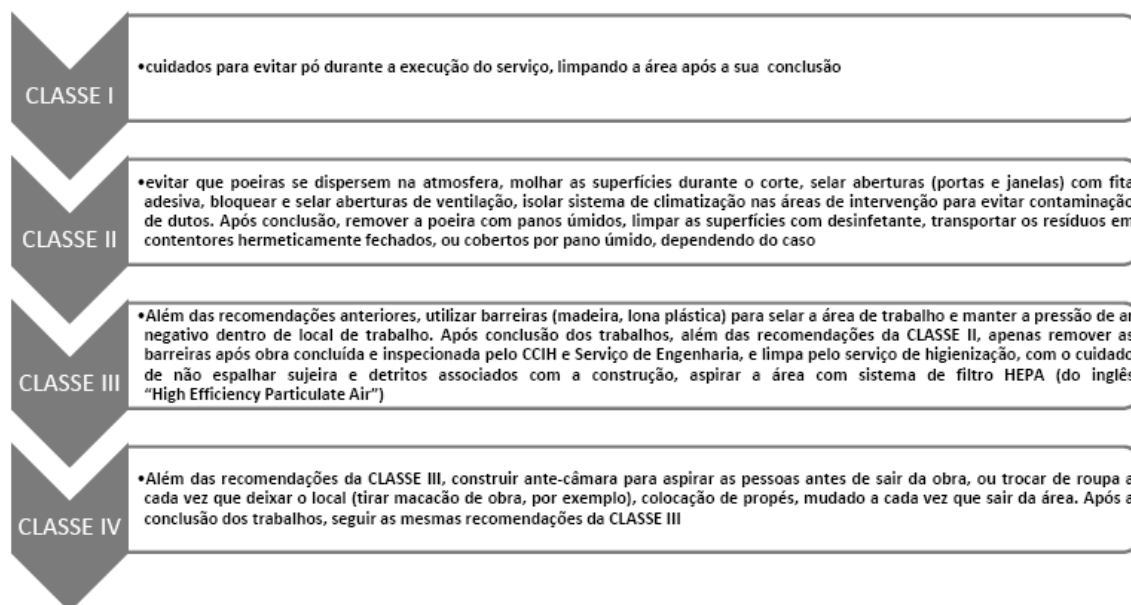 CLASSE I
•cuidados para evitar pó durante a execução do serviço, limpando a área após a sua conclusão
CLASSE II
•evitar que poeiras se dispersem na atmosfera, molhar as superfícies durante o corte, selar aberturas (portas e janelas) com fita
adesiva, bloquear e selar aberturas de ventilação, isolar sistema de climatização nas áreas de intervenção para evitar contaminação
de dutos. Após conclusão, remover a poeira com panos úmidos, limpar as superfícies com desinfetante, transportar os resíduos em
contentores hermeticamente fechados, ou cobertos por pano úmido, dependendo do caso
CLASSE III
•Além das recomendações anteriores, utilizar barreiras (madeira, lona plástica) para selar a área de trabalho e manter a pressão de ar
negativo dentro de local de trabalho. Após conclusão dos trabalhos, além das recomendações da CLASSE II, apenas remover as
barreiras após obra concluída e inspecionada pelo CCIH e Serviço de Engenharia, e limpa pelo serviço de higienização, com o cuidado
de não espalhar sujeira e detritos associados com a construção, aspirar a área com sistema de filtro HEPA (do inglês
“High Efficiency Particulate Air”)
CLASSE IV
•Além das recomendações da CLASSE III, construir ante-câmara para aspirar as pessoas antes de sair da obra, ou trocar de roupa a
cada vez que deixar o local (tirar macacão de obra, por exemplo), colocação de propés, mudado a cada vez que sair da área. Após a
conclusão dos trabalhos, seguir as mesmas recomendações da CLASSE III